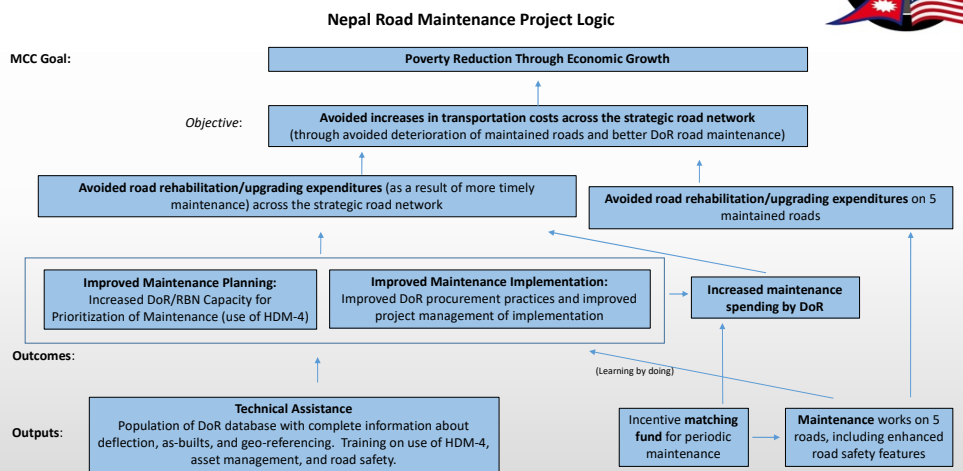 Nepal Road Maintenance Project Logic
MCC Goal:
Poverty Reduction Through Economic Growth
Objective:
Avoided increases in transportation costs across the strategic road network
(through avoided deterioration of maintained roads and better DoR road maintenance)
Avoided road rehabilitation/upgrading expenditures (as a result of more timely
maintenance) across the strategic road network
Avoided road rehabilitation/upgrading expenditures on 5
maintained roads
Improved Maintenance Planning:
Increased DoR/RBN Capacity for
Prioritization of Maintenance (use of HDM-4)
Improved Maintenance Implementation:
Improved DoR procurement practices and improved
project management of implementation
Increased maintenance
spending by DoR
Outcomes:
(Learning by doing)
Outputs:
Technical Assistance
Population of DoR database with complete information about
deflection, as-builts, and geo-referencing. Training on use of HDM-4,
asset management, and road safety.
Incentive matching
fund for periodic
maintenance
Maintenance works on 5
roads, including enhanced
road safety features